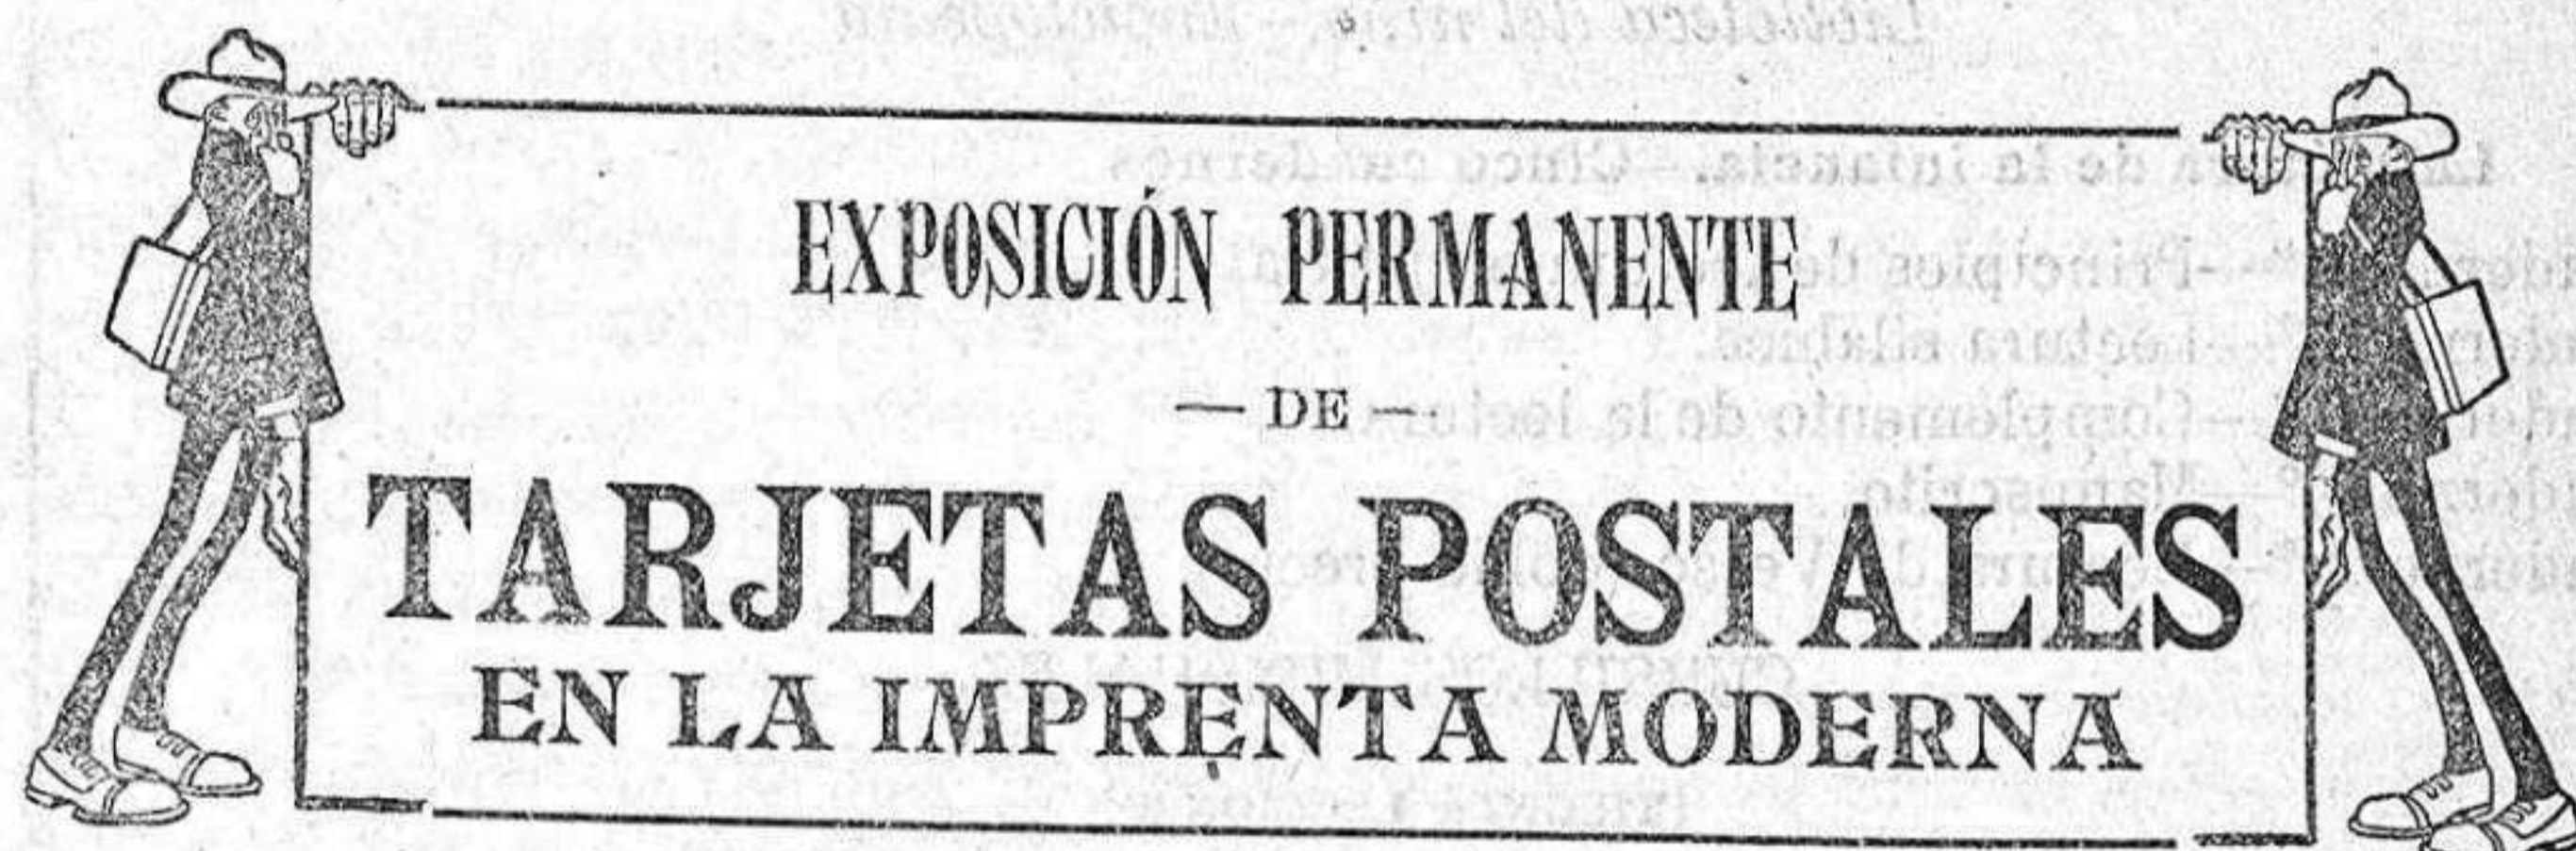 EXPOSICIÓN PERMANENTE
— DE —
TARJETAS POSTALES
EN LA IMPRENTA MODERNA